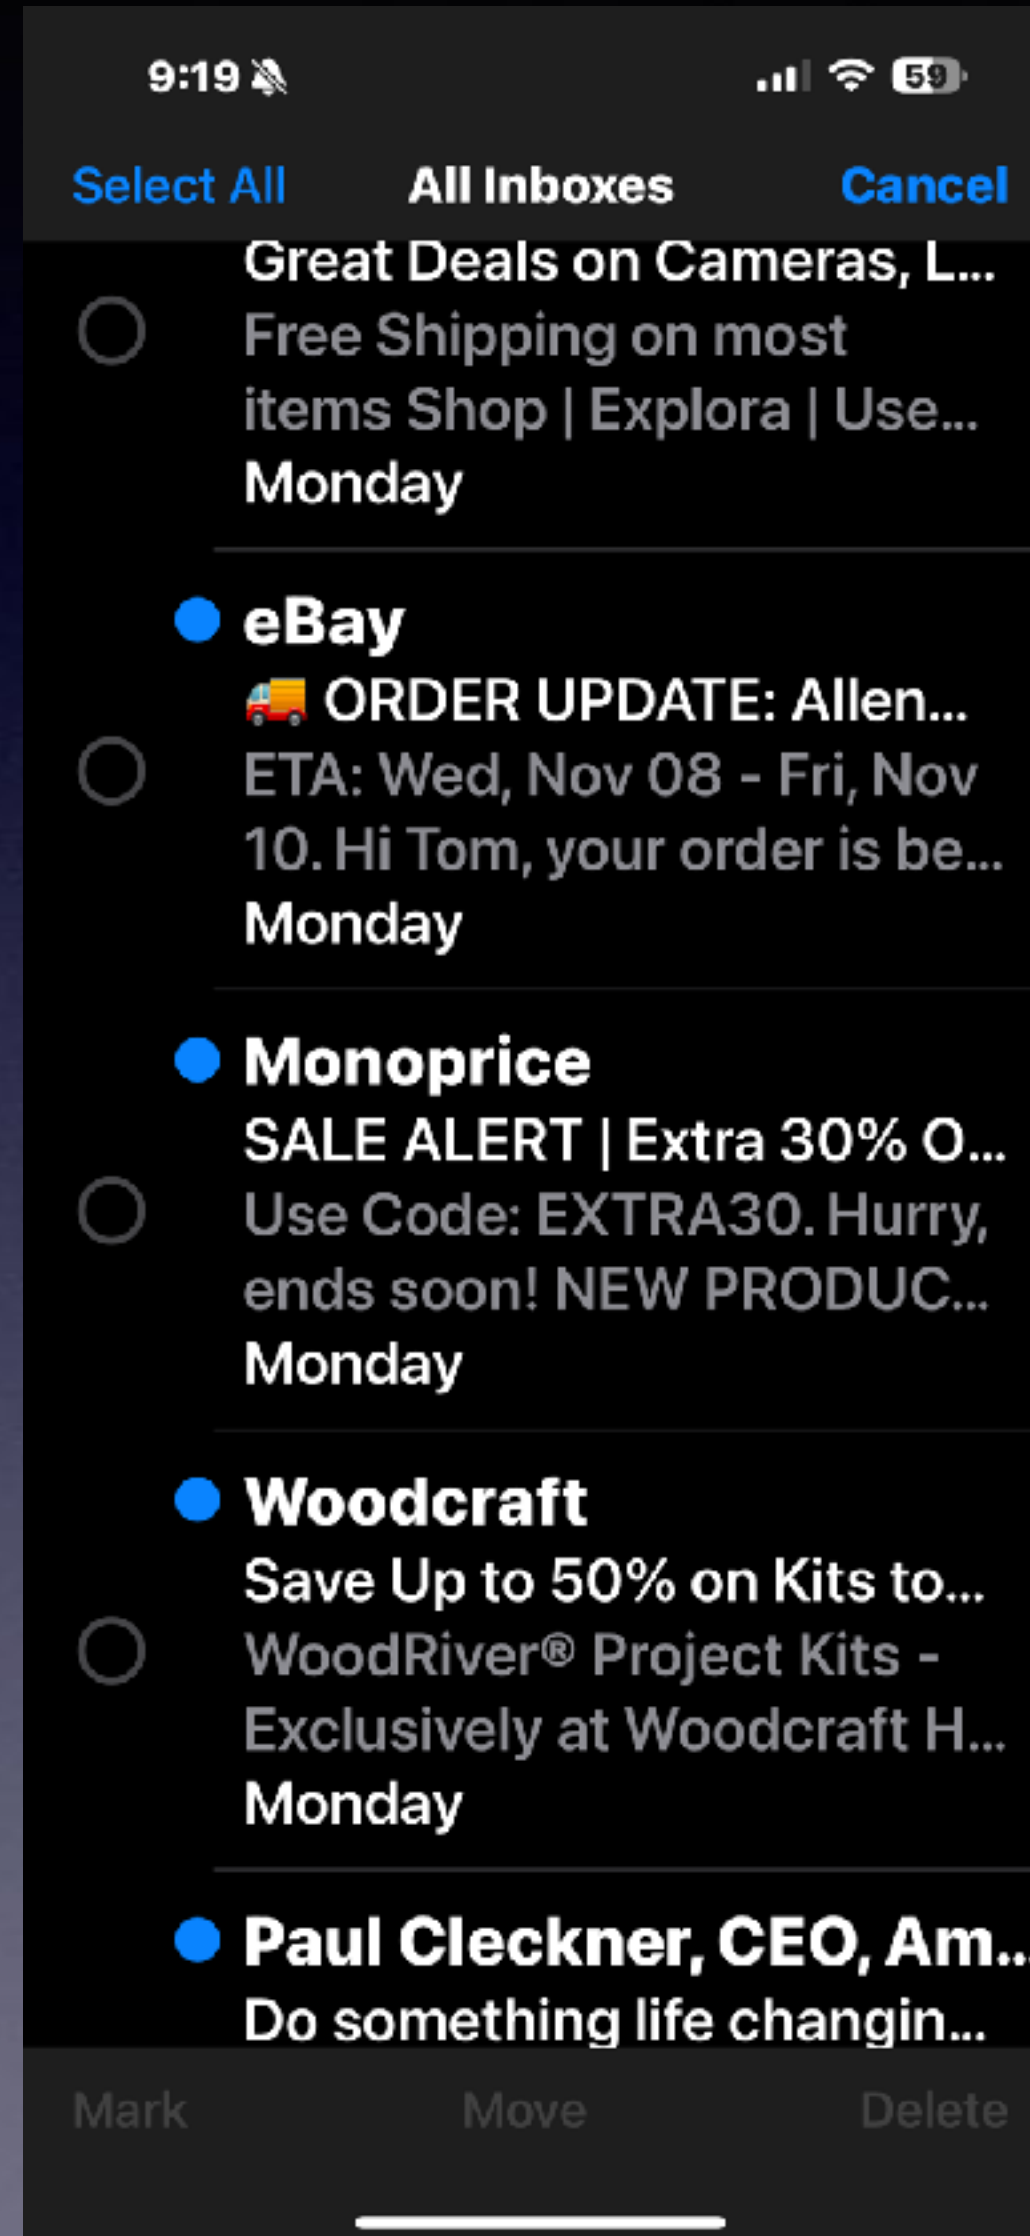 9:19
59
Select All All Inboxes Cancel
Great Deals on Cameras, L...
Free Shipping on most
items Shop | Explora | Use...
Monday
eBay
🚚 ORDER UPDATE: Allen...
ETA: Wed, Nov 08 - Fri, Nov
10. Hi Tom, your order is be...
Monday
Monoprice
SALE ALERT | Extra 30% O...
Use Code: EXTRA30. Hurry,
ends soon! NEW PRODUC...
Monday
Woodcraft
Save Up to 50% on Kits to...
WoodRiver® Project Kits -
Exclusively at Woodcraft H...
Monday
Paul Cleckner, CEO, Am...
Do something life changin...
Mark Move Delete